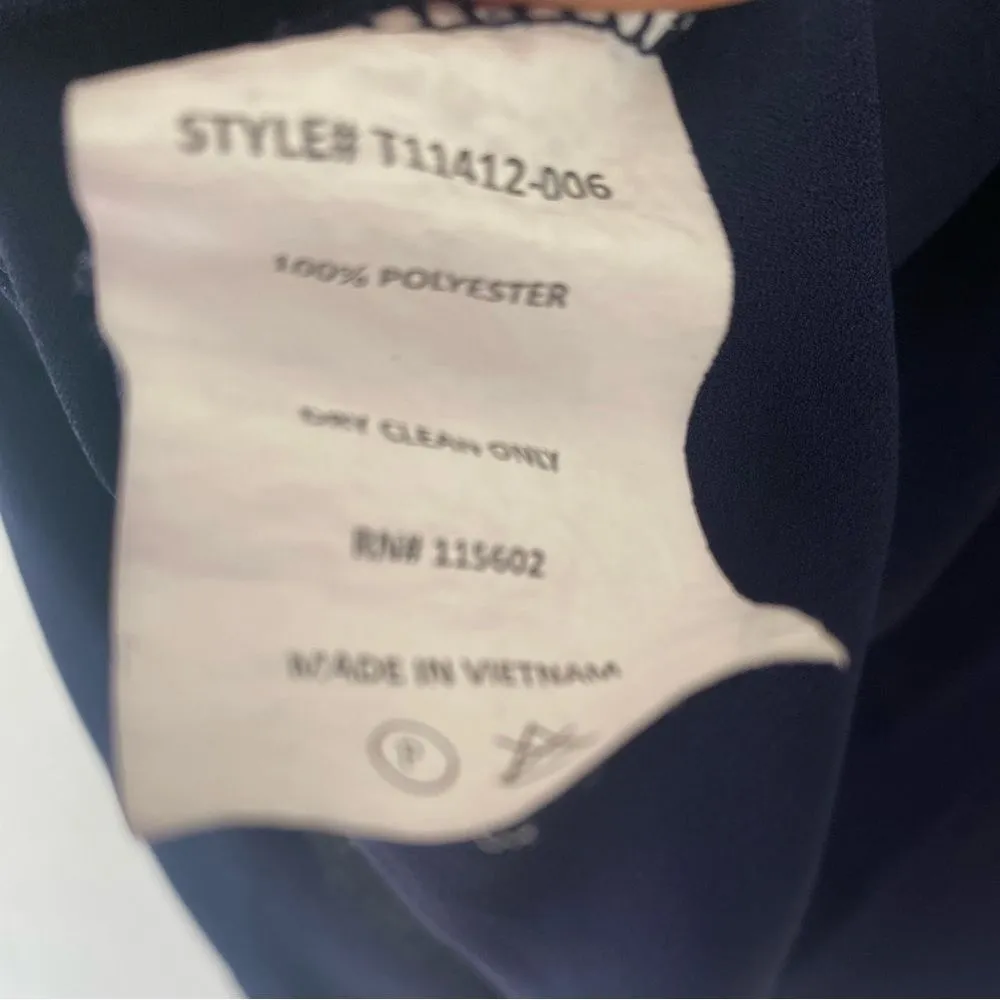 STYLE# T11412-006
100% POLYESTER
DRY CLEAN ONLY
RN# 115602
MADE IN VIETNAM
P